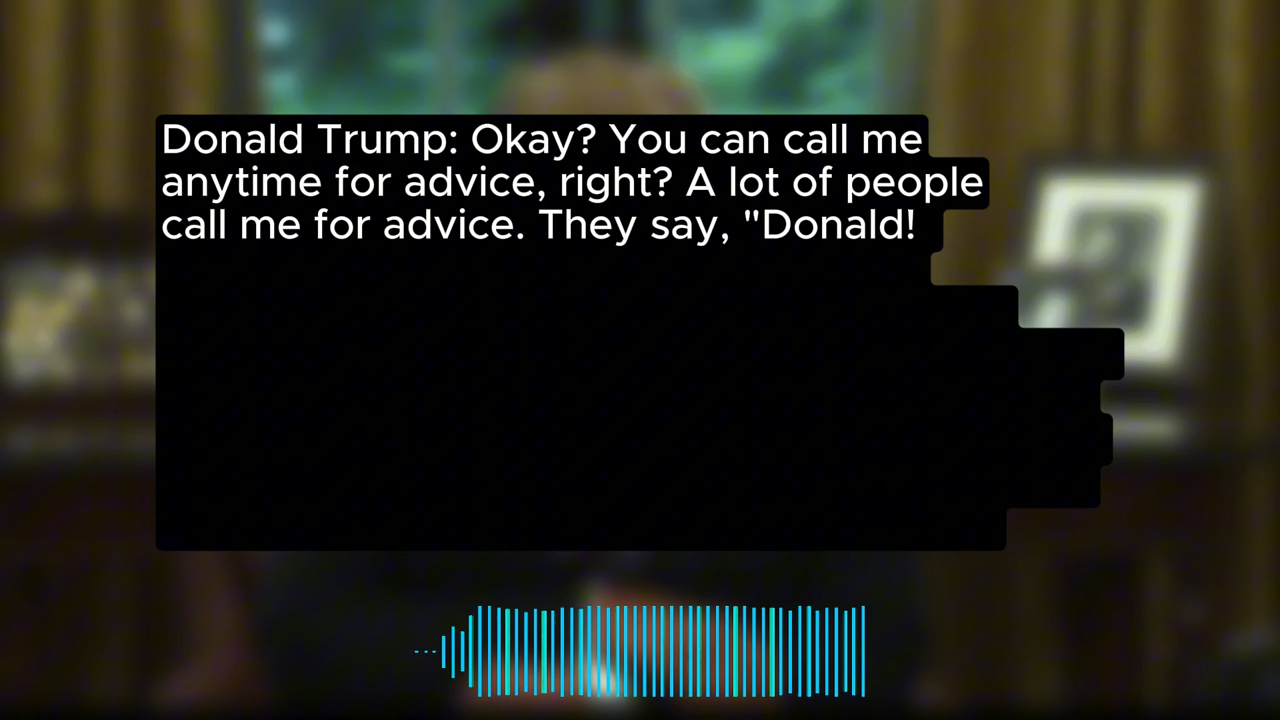 Donald Trump: Okay? You can call me
anytime for advice, right? A lot of people
call me for advice. They say, "Donald!